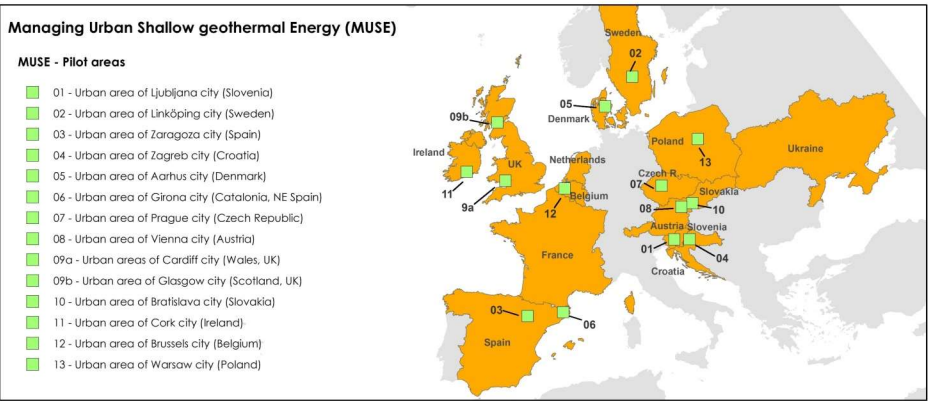 Managing Urban Shallow geothermal Energy (MUSE)
MUSE - Pilot areas
01 - Urban area of Ljubljana city (Slovenia)
02 - Urban area of Linköping city (Sweden)
03 - Urban area of Zaragoza city (Spain)
04 - Urban area of Zagreb city (Croatia)
05 - Urban area of Aarhus city (Denmark)
06 - Urban area of Girona city (Catalonia, NE Spain)
07 - Urban area of Prague city (Czech Republic)
08 - Urban area of Vienna city (Austria)
09a - Urban areas of Cardiff city (Wales, UK)
09b - Urban area of Glasgow city (Scotland, UK)
10 - Urban area of Bratislava city (Slovakia)
11 - Urban area of Cork city (Ireland)
12 - Urban area of Brussels city (Belgium)
13 - Urban area of Warsaw city (Poland)
Sweden
02
05
Denmark
09b
Ireland
UK
Netherlands
Poland
13
Ukraine
Czech R.
07
Slovakia
11
9a
12
Belgium
08
10
Austria
Slovenia
01
04
Croatia
France
03
06
Spain